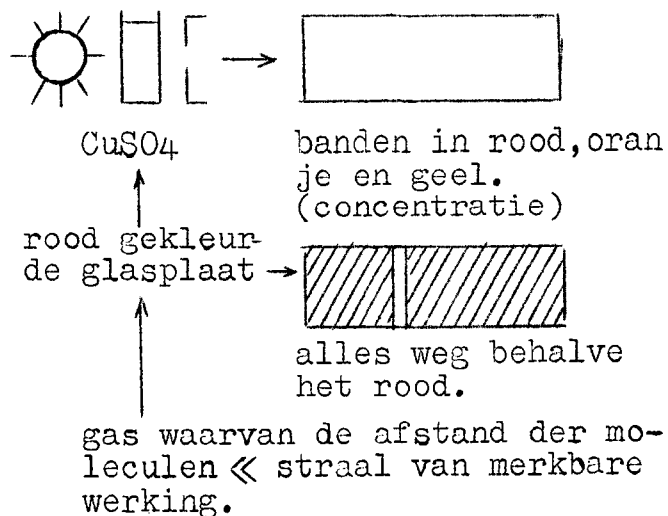 CuSO4
banden in rood,oran
je en geel.
(concentratie)
rood gekleur-
de glasplaat
alles weg behalve
het rood.
gas waarvan de afstand der mo-
leculen ≪ straal van merkbare
werking.